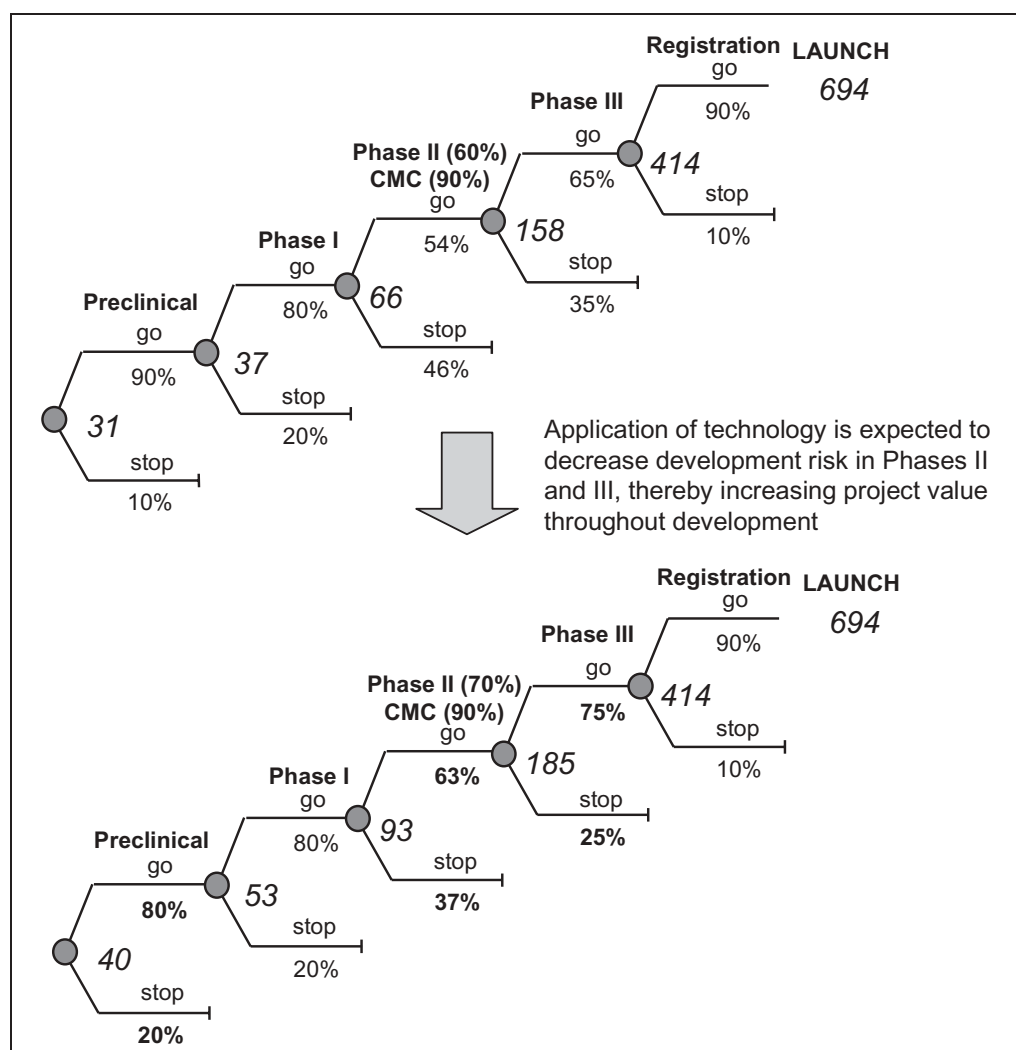 Registration LAUNCH
go
694
90%
Phase III
go
414
65%
stop
10%
Phase II (60%)
CMC (90%)
go
158
54%
stop
35%
Phase I
go
66
80%
stop
46%
Preclinical
go
37
90%
stop
20%
31
stop
10%
Application of technology is expected to
decrease development risk in Phases II
and III, thereby increasing project value
throughout development
Registration LAUNCH
go
694
90%
Phase III
go
414
75%
stop
10%
Phase II (70%)
CMC (90%)
go
185
63%
stop
25%
Phase I
go
93
80%
stop
37%
Preclinical
go
53
80%
stop
20%
40
stop
20%